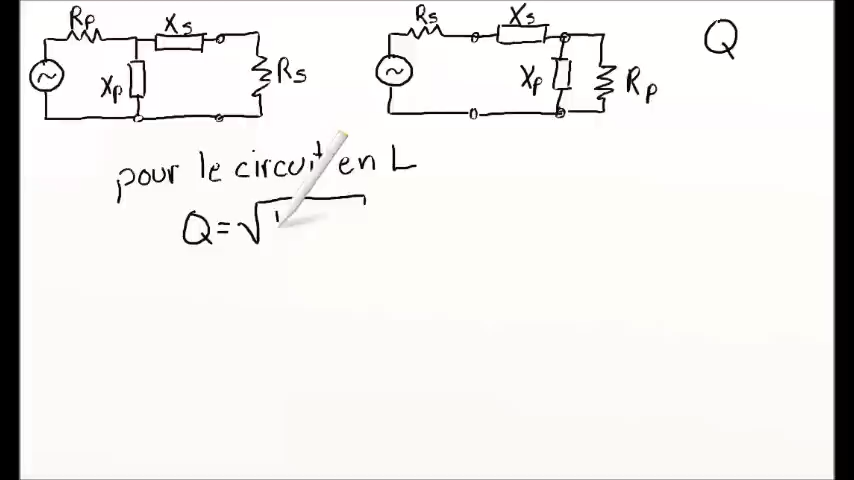 Rp Xs Xp Rs
Rs Xs Xp Rp
Q
pour le circuit en L
Q=√